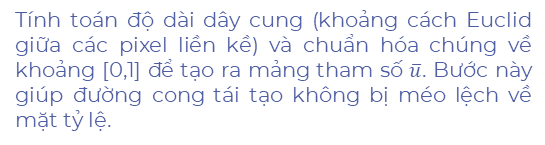 Tính toán độ dài dây cung (khoảng cách Euclid
giữa các pixel liền kề) và chuẩn hóa chúng về
khoảng [0,1] để tạo ra mảng tham số ū. Bước này
giúp đường cong tái tạo không bị méo lệch về
mặt tỷ lệ.